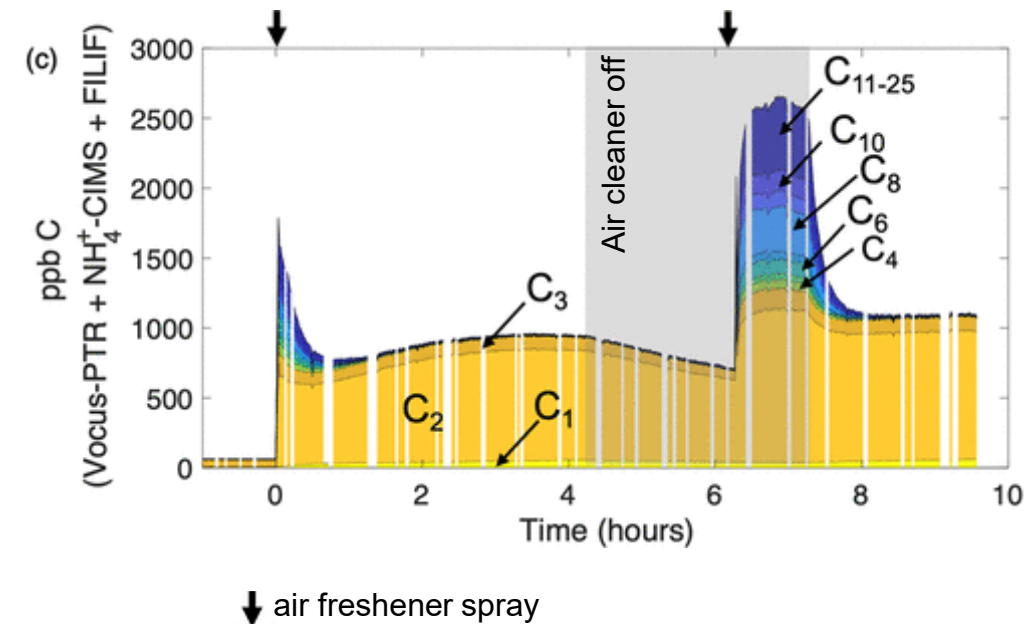 (c)
ppb C
(Vocus-PTR + NH₄⁺-CIMS + FILIF)
3000
2500
2000
1500
1000
500
0
Air cleaner off
C₁₁₋₂₅
C₁₀
C₈
C₆
C₄
C₃
C₂
C₁
0 2 4 6 8 10
Time (hours)
air freshener spray